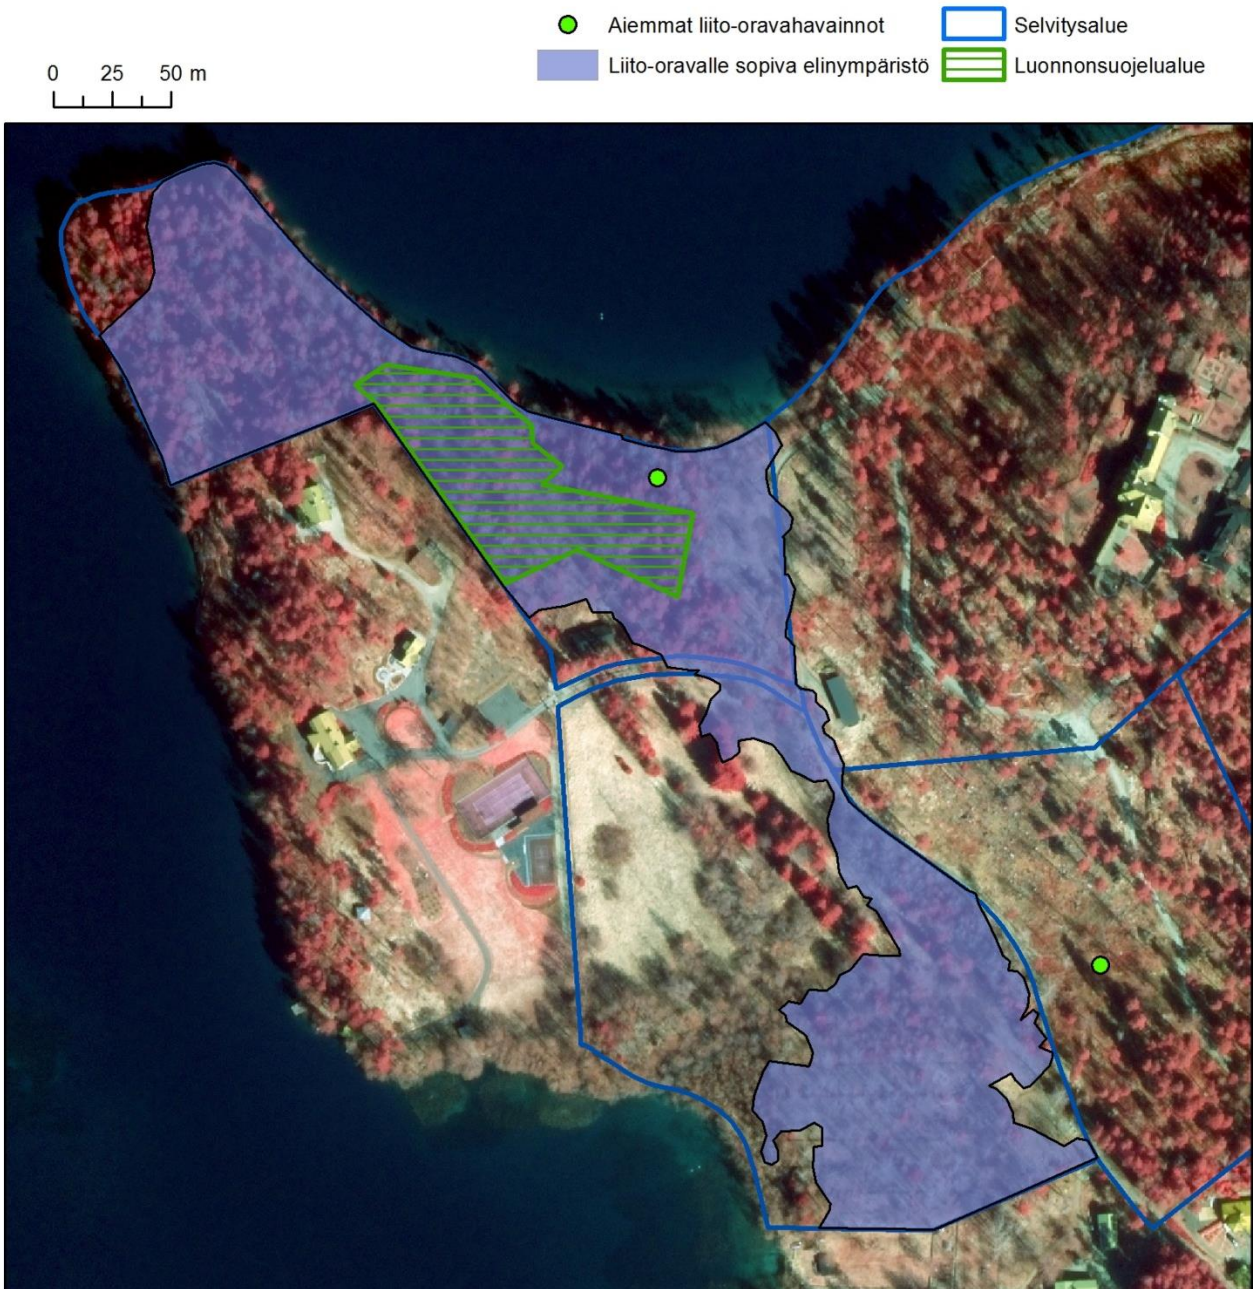 Aiemmat liito-oravahavainnot
Selvitysalue
Liito-oravalle sopiva elinympäristö
Luonnonsuojelualue
0 25 50 m